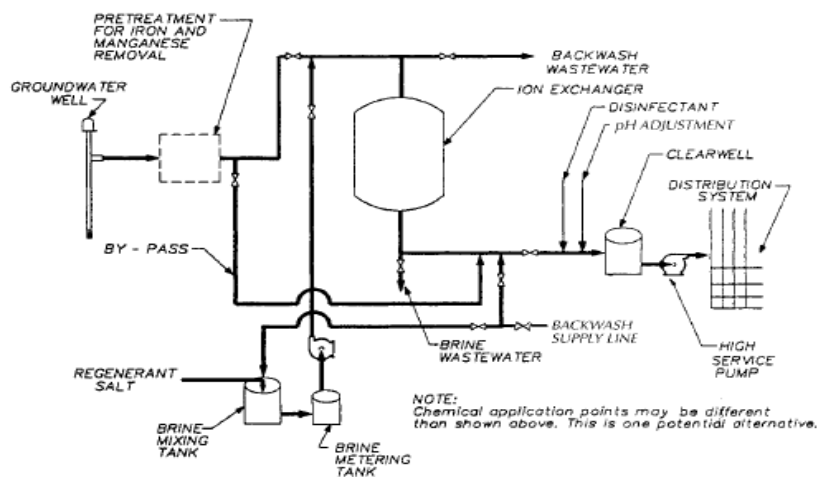 PRETREATMENT
FOR IRON AND
MANGANESE
REMOVAL
GROUNDWATER
WELL
BACKWASH
WASTEWATER
ION EXCHANGER
DISINFECTANT
pH ADJUSTMENT
CLEARWELL
DISTRIBUTION
SYSTEM
BY - PASS
BRINE
WASTEWATER
BACKWASH
SUPPLY LINE
HIGH
SERVICE
PUMP
REGENERANT
SALT
BRINE
MIXING
TANK
BRINE
METERING
TANK
NOTE:
Chemical application points may be different
than shown above. This is one potential alternative.